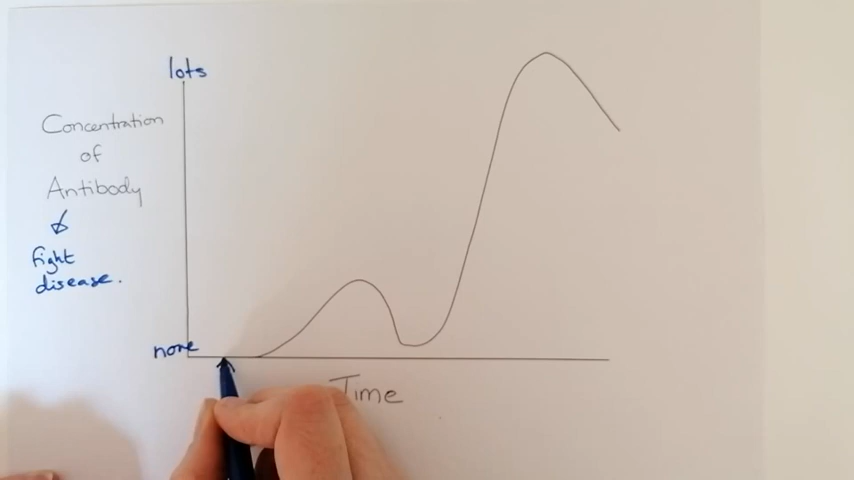 lots
Concentration
of
Antibody
fight
disease.
none
Time